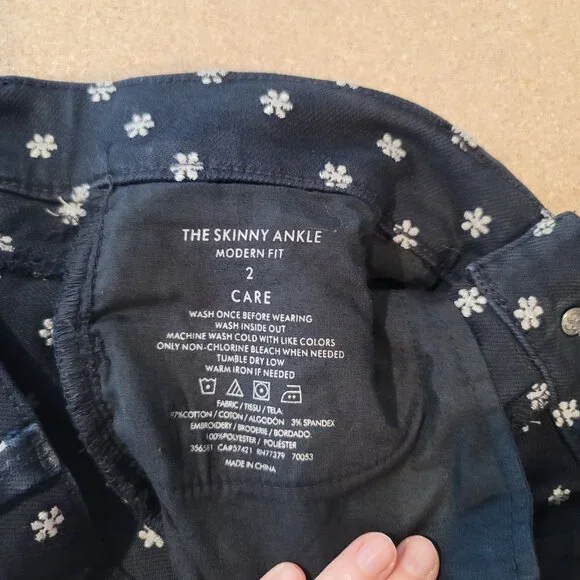 THE SKINNY ANKLE
MODERN FIT
2
CARE
WASH ONCE BEFORE WEARING
WASH INSIDE OUT
MACHINE WASH COLD WITH LIKE COLORS
ONLY NON-CHLORINE BLEACH WHEN NEEDED
TUMBLE DRY LOW
WARM IRON IF NEEDED
FABRIC / TISSU / TELA:
97%COTTON / COTON / ALGODÓN 3% SPANDEX
EMBROIDERY / BRODERIE / BORDADO:
100%POLYESTER / POLIÉSTER
356581 CA#57421 RN77379 70053
MADE IN CHINA